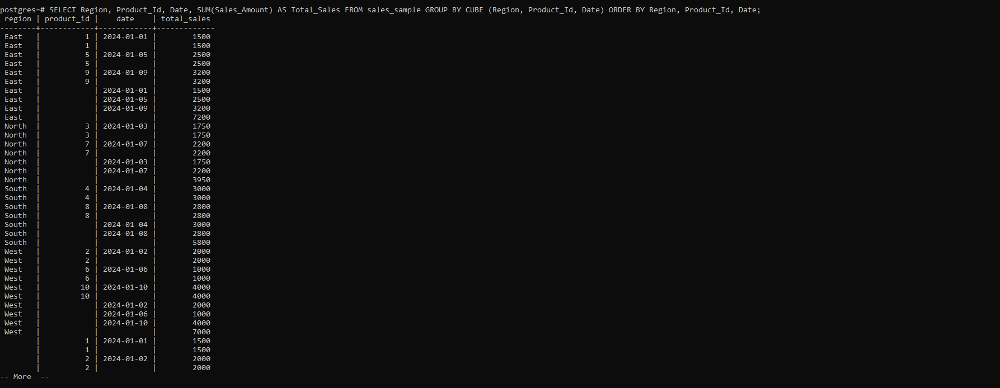 postgres=# SELECT Region, Product_Id, Date, SUM(Sales_Amount) AS Total_Sales FROM sales_sample GROUP BY CUBE (Region, Product_Id, Date) ORDER BY Region, Product_Id, Date;
 region | product_id |    date    | total_sales
--------+------------+------------+-------------
 East   |          1 | 2024-01-01 |        1500
 East   |          1 |            |        1500
 East   |          5 | 2024-01-05 |        2500
 East   |          5 |            |        2500
 East   |          9 | 2024-01-09 |        3200
 East   |          9 |            |        3200
 East   |            | 2024-01-01 |        1500
 East   |            | 2024-01-05 |        2500
 East   |            | 2024-01-09 |        3200
 East   |            |            |        7200
 North  |          3 | 2024-01-03 |        1750
 North  |          3 |            |        1750
 North  |          7 | 2024-01-07 |        2200
 North  |          7 |            |        2200
 North  |            | 2024-01-03 |        1750
 North  |            | 2024-01-07 |        2200
 North  |            |            |        3950
 South  |          4 | 2024-01-04 |        3000
 South  |          4 |            |        3000
 South  |          8 | 2024-01-08 |        2800
 South  |          8 |            |        2800
 South  |            | 2024-01-04 |        3000
 South  |            | 2024-01-08 |        2800
 South  |            |            |        5800
 West   |          2 | 2024-01-02 |        2000
 West   |          2 |            |        2000
 West   |          6 | 2024-01-06 |        1000
 West   |          6 |            |        1000
 West   |         10 | 2024-01-10 |        4000
 West   |         10 |            |        4000
 West   |            | 2024-01-02 |        2000
 West   |            | 2024-01-06 |        1000
 West   |            | 2024-01-10 |        4000
 West   |            |            |        7000
        |          1 | 2024-01-01 |        1500
        |          1 |            |        1500
        |          2 | 2024-01-02 |        2000
        |          2 |            |        2000
-- More  --